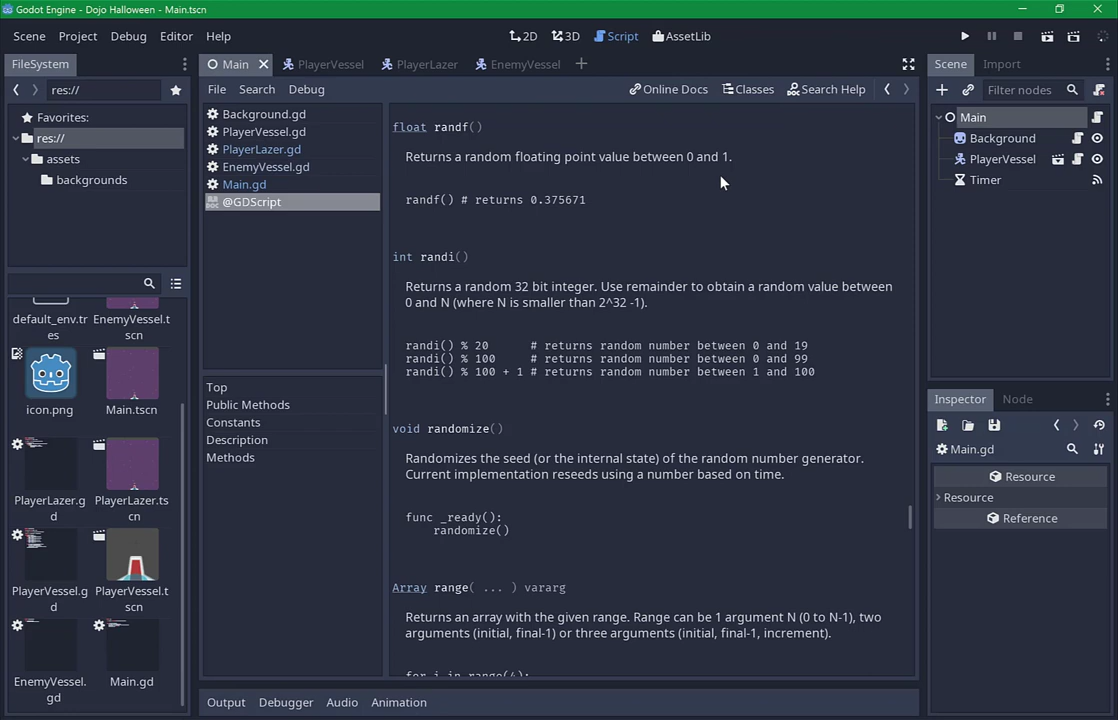 Godot Engine - Dojo Halloween - Main.tscn
Scene Project Debug Editor Help
2D 3D Script AssetLib
FileSystem
res://
Favorites:
res://
assets
backgrounds
default_env.tres
EnemyVessel.tscn
icon.png
Main.tscn
PlayerLazer.gd
PlayerLazer.tscn
PlayerVessel.gd
PlayerVessel.tscn
EnemyVessel.gd
Main.gd
Main PlayerVessel PlayerLazer EnemyVessel
File Search Debug
Online Docs Classes Search Help
Background.gd
PlayerVessel.gd
PlayerLazer.gd
EnemyVessel.gd
Main.gd
@GDScript
Top
Public Methods
Constants
Description
Methods
float randf()
Returns a random floating point value between 0 and 1.
randf() # returns 0.375671
int randi()
Returns a random 32 bit integer. Use remainder to obtain a random value between
0 and N (where N is smaller than 2^32 -1).
randi() % 20 # returns random number between 0 and 19
randi() % 100 # returns random number between 0 and 99
randi() % 100 + 1 # returns random number between 1 and 100
void randomize()
Randomizes the seed (or the internal state) of the random number generator.
Current implementation reseeds using a number based on time.
func _ready():
randomize()
Array range( ... ) vararg
Returns an array with the given range. Range can be 1 argument N (0 to N-1), two
arguments (initial, final-1) or three arguments (initial, final-1, increment).
for i in range(4):
Output Debugger Audio Animation
Scene Import
Filter nodes
Main
Background
PlayerVessel
Timer
Inspector Node
Main.gd
Resource
Resource
Reference